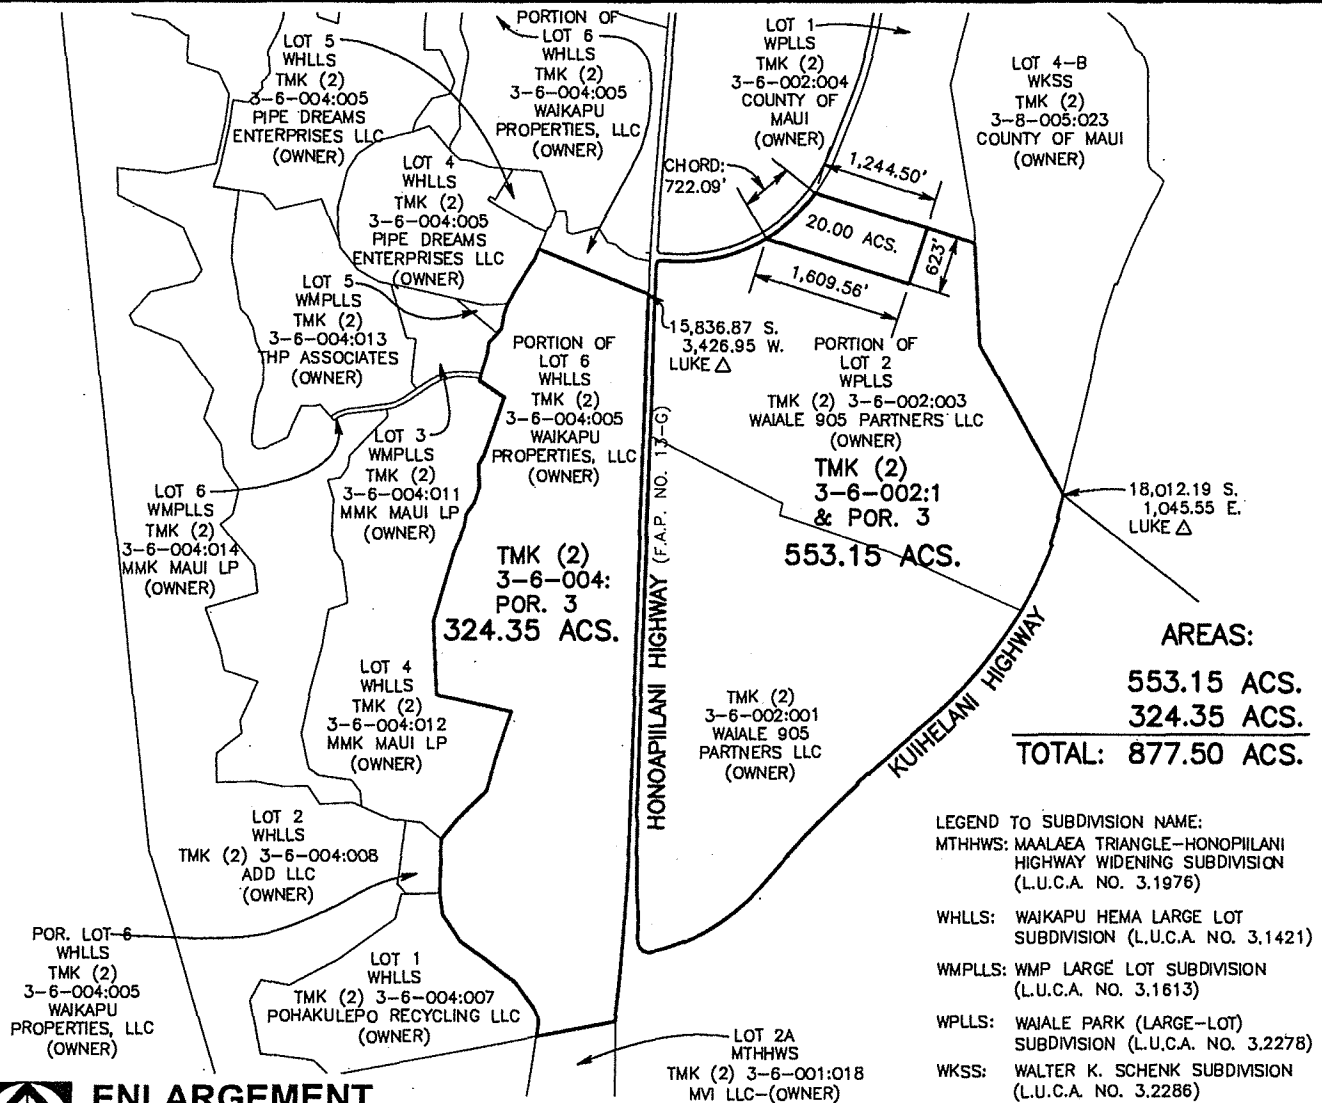 LOT 5
WHLLS
TMK (2)
3-6-004:005
PIPE DREAMS
ENTERPRISES LLC
(OWNER)
PORTION OF
LOT 6
WHLLS
TMK (2)
3-6-004:005
WAIKAPU
PROPERTIES, LLC
(OWNER)
LOT 1
WPLLS
TMK (2)
3-6-002:004
COUNTY OF
MAUI
(OWNER)
LOT 4-B
WKSS
TMK (2)
3-8-005:023
COUNTY OF MAUI
(OWNER)
LOT 4
WHLLS
TMK (2)
3-6-004:005
PIPE DREAMS
ENTERPRISES LLC
(OWNER)
CHORD:
722.09'
1,244.50'
20.00 ACS.
623'
1,609.56'
LOT 5
WMPLLS
TMK (2)
3-6-004:013
THP ASSOCIATES
(OWNER)
15,836.87 S.
3,426.95 W.
LUKE △
PORTION OF
LOT 6
WHLLS
TMK (2)
3-6-004:005
WAIKAPU
PROPERTIES, LLC
(OWNER)
PORTION OF
LOT 2
WPLLS
TMK (2) 3-6-002:003
WAIALE 905 PARTNERS LLC
(OWNER)
TMK (2)
3-6-002:1
& POR. 3
553.15 ACS.
LOT 3
WMPLLS
TMK (2)
3-6-004:011
MMK MAUI LP
(OWNER)
LOT 6
WMPLLS
TMK (2)
3-6-004:014
MMK MAUI LP
(OWNER)
18,012.19 S.
1,045.55 E.
LUKE △
TMK (2)
3-6-004:
POR. 3
324.35 ACS.
HONOAPIILANI HIGHWAY (F.A.P. NO. 13-G)
KUIHELANI HIGHWAY
AREAS:
553.15 ACS.
324.35 ACS.
TOTAL: 877.50 ACS.
LOT 4
WHLLS
TMK (2)
3-6-004:012
MMK MAUI LP
(OWNER)
TMK (2)
3-6-002:001
WAIALE 905
PARTNERS LLC
(OWNER)
LOT 2
WHLLS
TMK (2) 3-6-004:008
ADD LLC
(OWNER)
POR. LOT 6
WHLLS
TMK (2)
3-6-004:005
WAIKAPU
PROPERTIES, LLC
(OWNER)
LOT 1
WHLLS
TMK (2) 3-6-004:007
POHAKULEPO RECYCLING LLC
(OWNER)
LOT 2A
MTHHWS
TMK (2) 3-6-001:018
MVI LLC-(OWNER)
LEGEND TO SUBDIVISION NAME:
MTHHWS: MAALAEA TRIANGLE-HONOPIILANI
HIGHWAY WIDENING SUBDIVISION
(L.U.C.A. NO. 3.1976)
WHLLS: WAIKAPU HEMA LARGE LOT
SUBDIVISION (L.U.C.A. NO. 3.1421)
WMPLLS: WMP LARGE LOT SUBDIVISION
(L.U.C.A. NO. 3.1613)
WPLLS: WAIALE PARK (LARGE-LOT)
SUBDIVISION (L.U.C.A. NO. 3.2278)
WKSS: WALTER K. SCHENK SUBDIVISION
(L.U.C.A. NO. 3.2286)
ENLARGEMENT